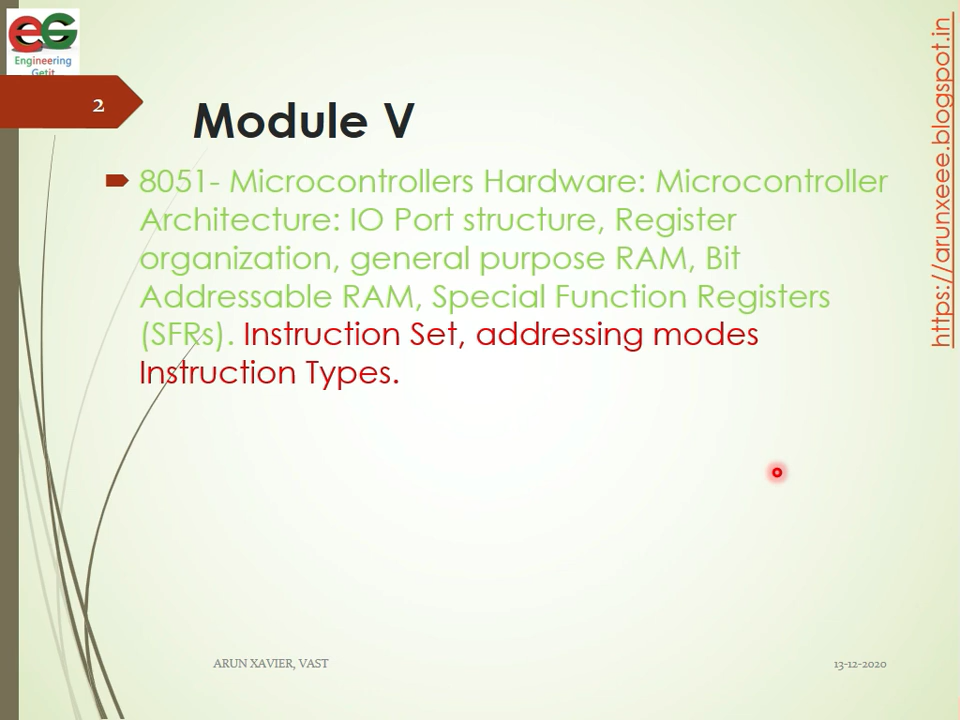 eG
Engineering
Getit
2
Module V
8051- Microcontrollers Hardware: Microcontroller
Architecture: IO Port structure, Register
organization, general purpose RAM, Bit
Addressable RAM, Special Function Registers
(SFRs). Instruction Set, addressing modes
Instruction Types.
https://arunxeee.blogspot.in
ARUN XAVIER, VAST
13-12-2020